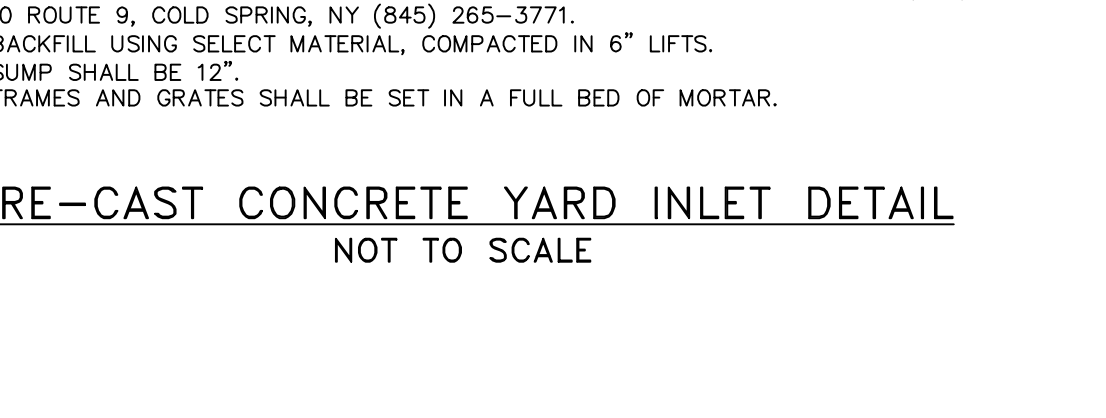 0 ROUTE 9, COLD SPRING, NY (845) 265-3771.
BACKFILL USING SELECT MATERIAL, COMPACTED IN 6" LIFTS.
SUMP SHALL BE 12".
FRAMES AND GRATES SHALL BE SET IN A FULL BED OF MORTAR.
RE-CAST CONCRETE YARD INLET DETAIL
NOT TO SCALE